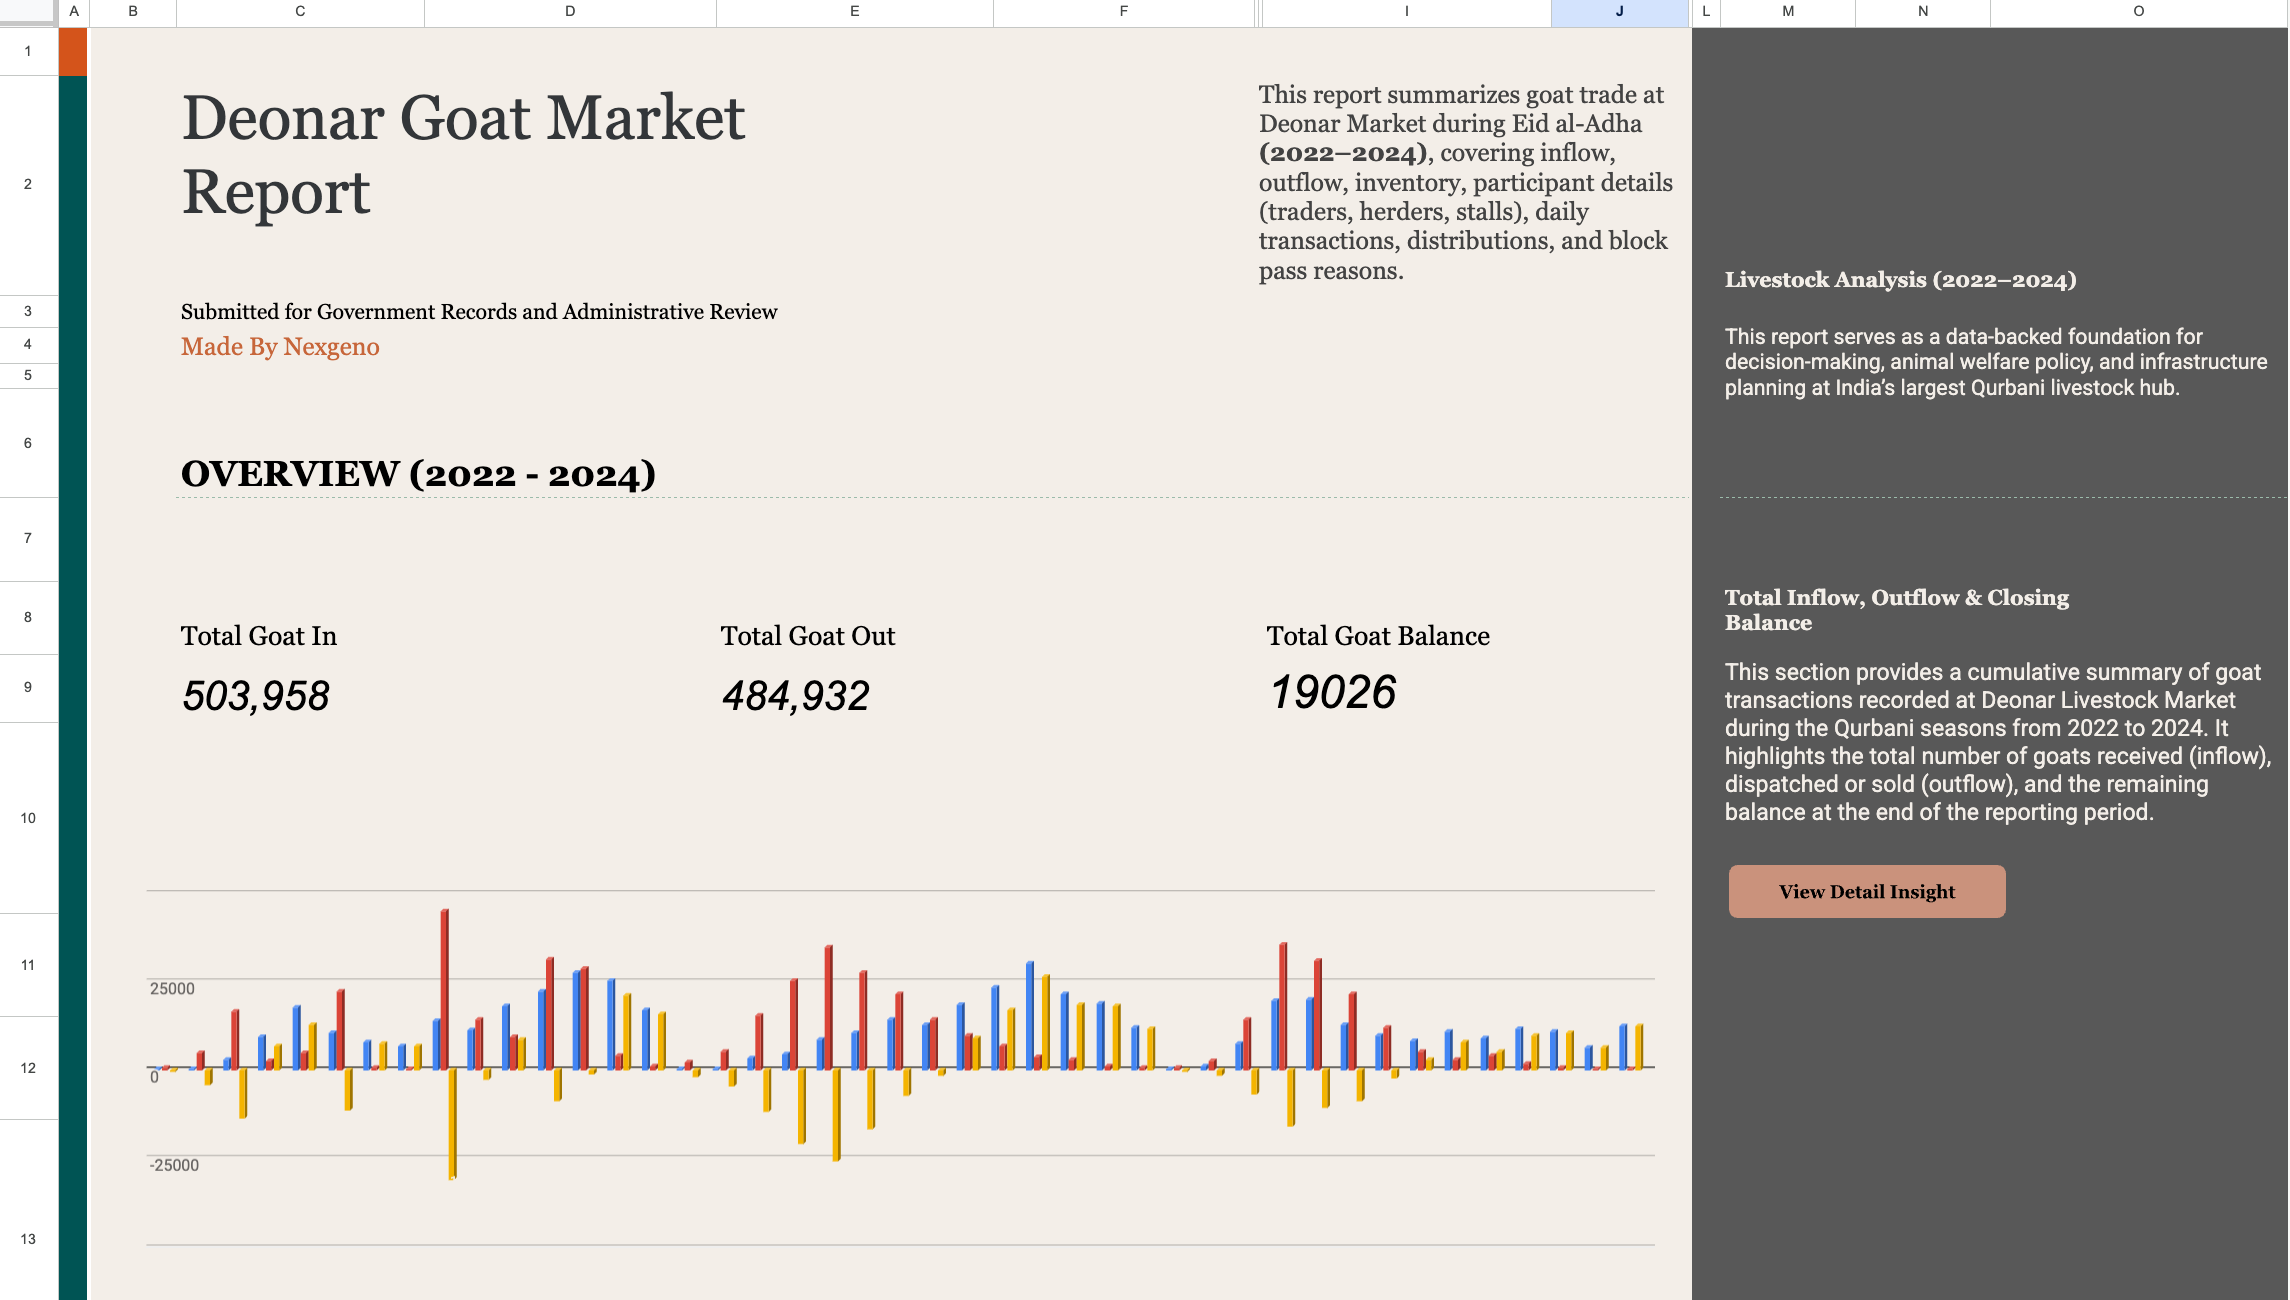 A B C D E F I J L M N O
1
2
3
4
5
6
7
8
9
10
11
12
13
Deonar Goat Market
Report
This report summarizes goat trade at
Deonar Market during Eid al-Adha
(2022–2024), covering inflow,
outflow, inventory, participant details
(traders, herders, stalls), daily
transactions, distributions, and block
pass reasons.
Submitted for Government Records and Administrative Review
Made By Nexgeno
OVERVIEW (2022 - 2024)
Total Goat In
503,958
Total Goat Out
484,932
Total Goat Balance
19026
25000
0
-25000
Livestock Analysis (2022–2024)
This report serves as a data-backed foundation for
decision-making, animal welfare policy, and infrastructure
planning at India’s largest Qurbani livestock hub.
Total Inflow, Outflow & Closing
Balance
This section provides a cumulative summary of goat
transactions recorded at Deonar Livestock Market
during the Qurbani seasons from 2022 to 2024. It
highlights the total number of goats received (inflow),
dispatched or sold (outflow), and the remaining
balance at the end of the reporting period.
View Detail Insight